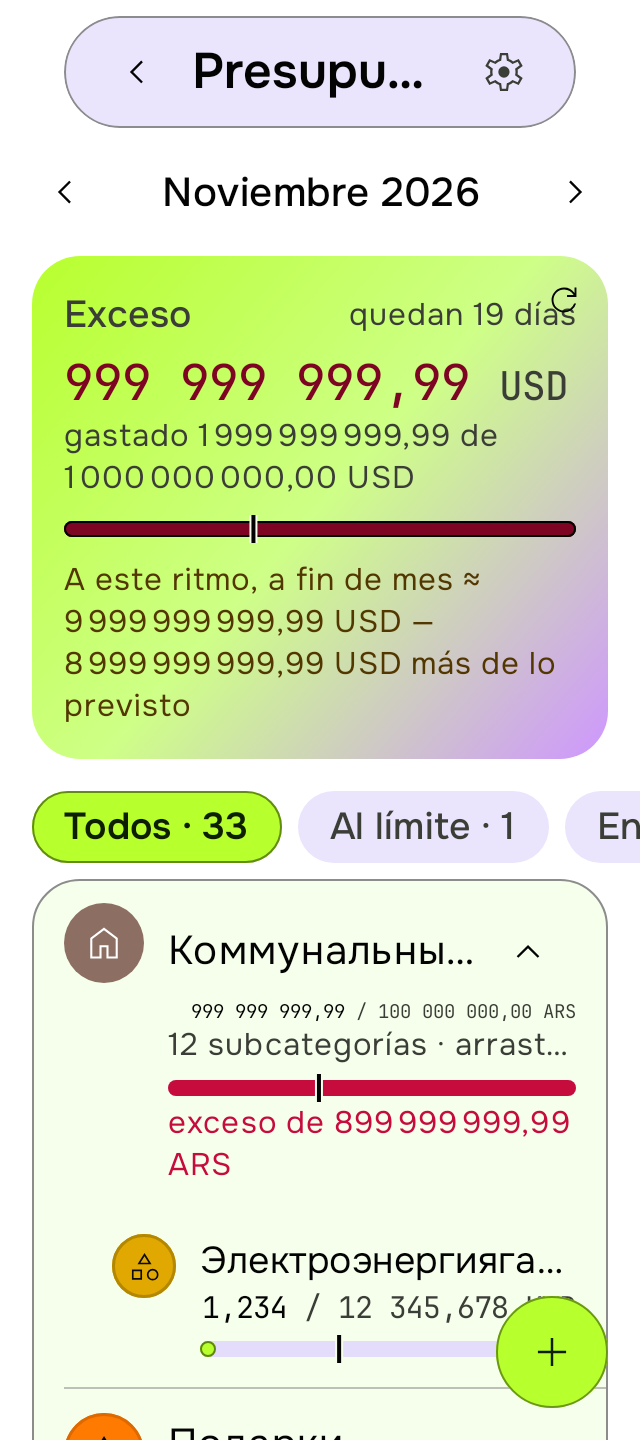 Presupu...
Noviembre 2026
Exceso
quedan 19 días
999 999 999,99 USD
gastado 1 999 999 999,99 de
1 000 000 000,00 USD
A este ritmo, a fin de mes ≈
9 999 999 999,99 USD —
8 999 999 999,99 USD más de lo
previsto
Todos · 33
Al límite · 1
Коммунальны...
999 999 999,99 / 100 000 000,00 ARS
12 subcategorías · arrast...
exceso de 899 999 999,99
ARS
Электроэнергияга...
1,234 / 12 345,678